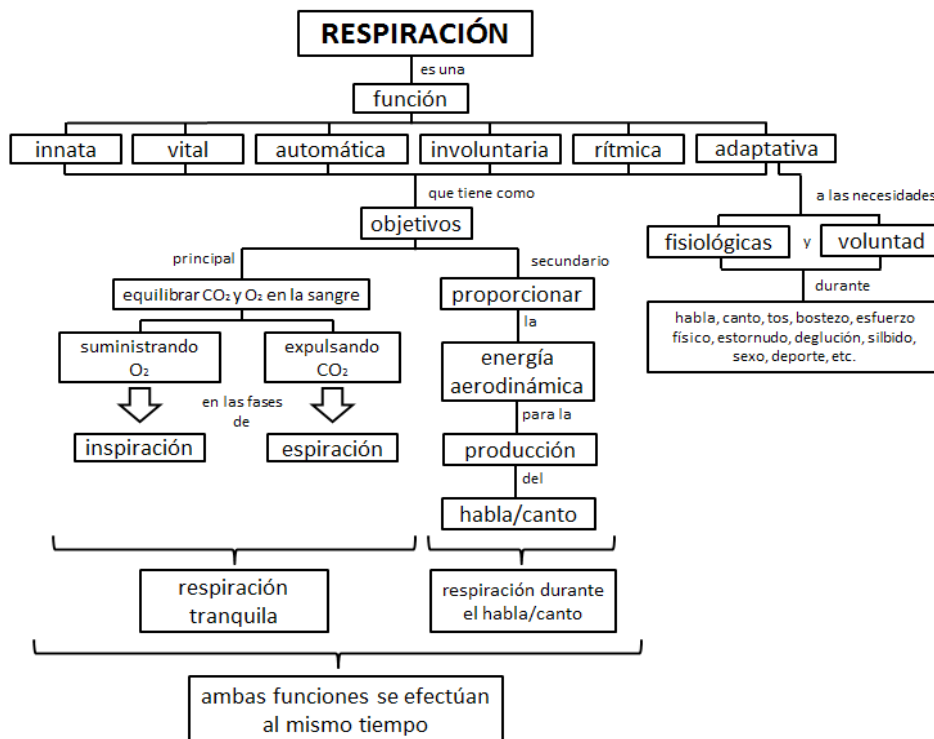 RESPIRACIÓN
es una
función
innata
vital
automática
involuntaria
rítmica
adaptativa
que tiene como
objetivos
a las necesidades
fisiológicas
y
voluntad
durante
habla, canto, tos, bostezo, esfuerzo
físico, estornudo, deglución, silbido,
sexo, deporte, etc.
principal
equilibrar CO₂ y O₂ en la sangre
suministrando
O₂
expulsando
CO₂
en las fases
de
inspiración
espiración
secundario
proporcionar
la
energía
aerodinámica
para la
producción
del
habla/canto
respiración
tranquila
respiración durante
el habla/canto
ambas funciones se efectúan
al mismo tiempo